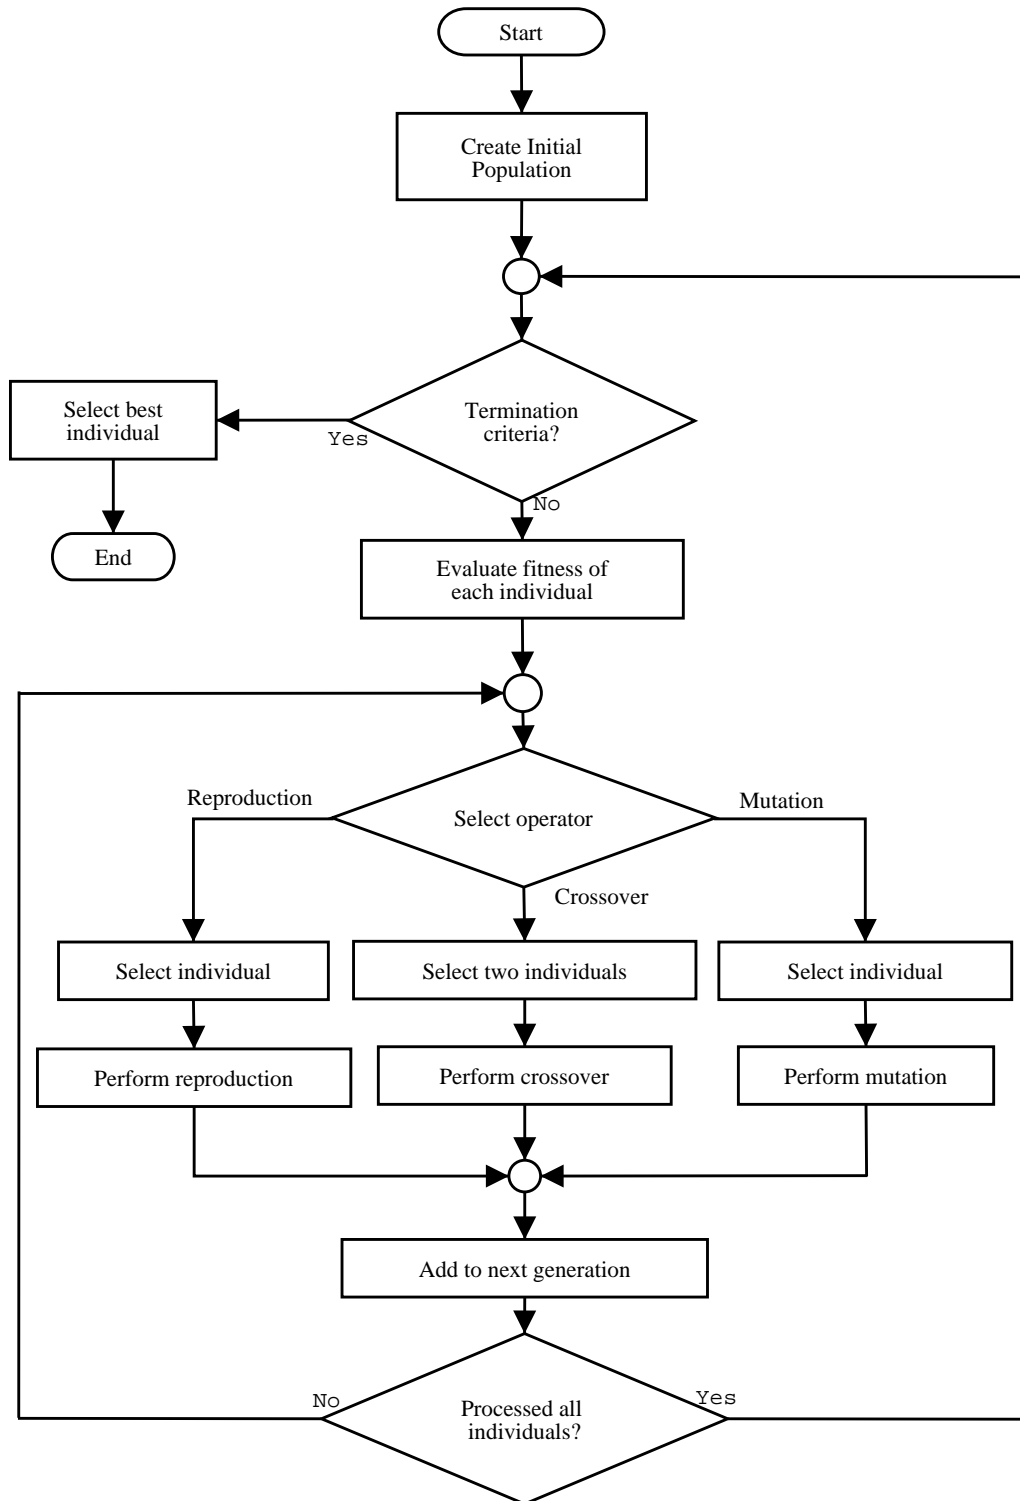 Start
Create Initial
Population
Termination
criteria?
Yes
Select best
individual
End
No
Evaluate fitness of
each individual
Select operator
Reproduction
Mutation
Crossover
Select individual
Select two individuals
Select individual
Perform reproduction
Perform crossover
Perform mutation
Add to next generation
No
Yes
Processed all
individuals?